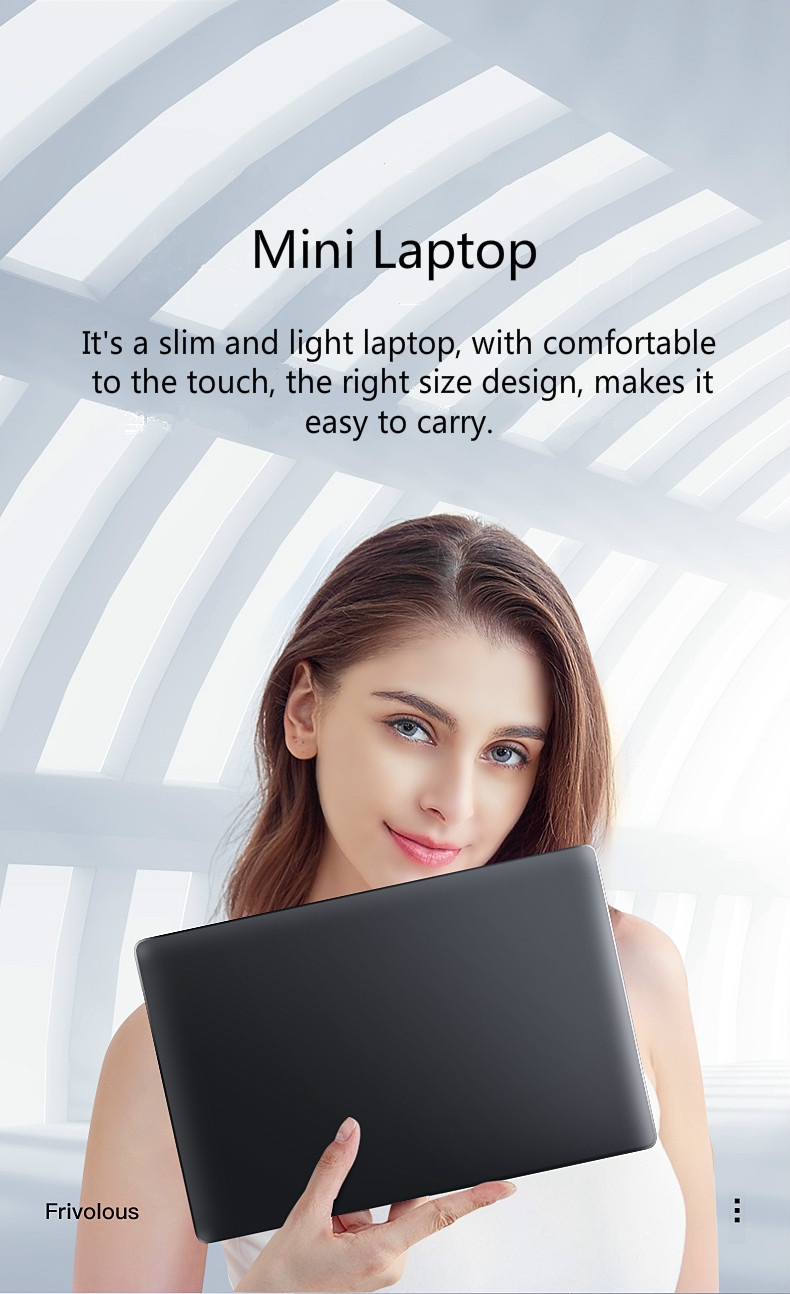 Mini Laptop
It's a slim and light laptop, with comfortable
to the touch, the right size design, makes it
easy to carry.
Frivolous